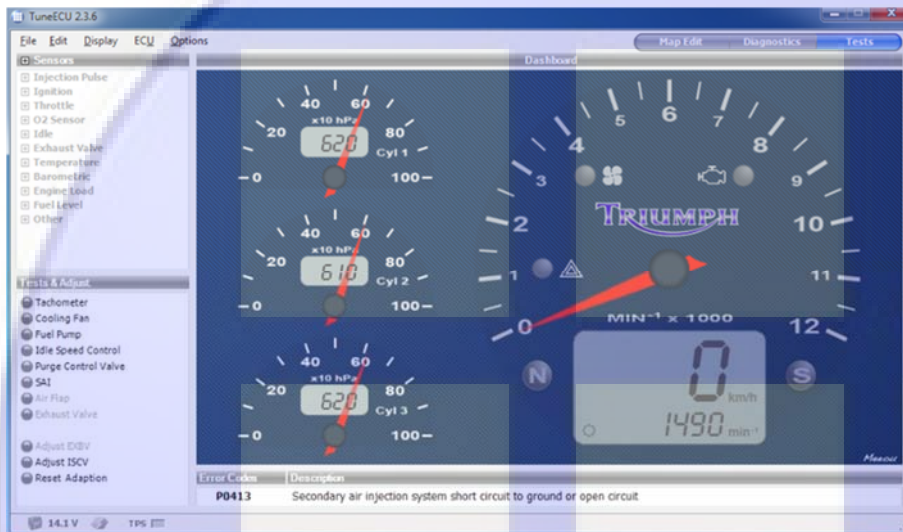 TuneECU 2.3.6
File Edit Display ECU Options
Map Edit Diagnostics Tests
Sensors
Injection Pulse
Ignition
Throttle
O2 Sensor
Idle
Exhaust Valve
Temperature
Barometric
Engine Load
Fuel Level
Other
Tests & Adjust
Tachometer
Cooling Fan
Fuel Pump
Idle Speed Control
Purge Control Valve
SAI
Air Flap
Exhaust Valve
Adjust EXBV
Adjust ISCV
Reset Adaption
Dashboard
0 20 40 60 80 100
x10 hPa
620
Cyl 1
0 20 40 60 80 100
x10 hPa
610
Cyl 2
0 20 40 60 80 100
x10 hPa
620
Cyl 3
0 1 2 3 4 5 6 7 8 9 10 11 12
TRIUMPH
MIN-1 x 1000
N
S
0 km/h
1490 min-1
Error Codes Description
P0413 Secondary air injection system short circuit to ground or open circuit
14.1 V TPS